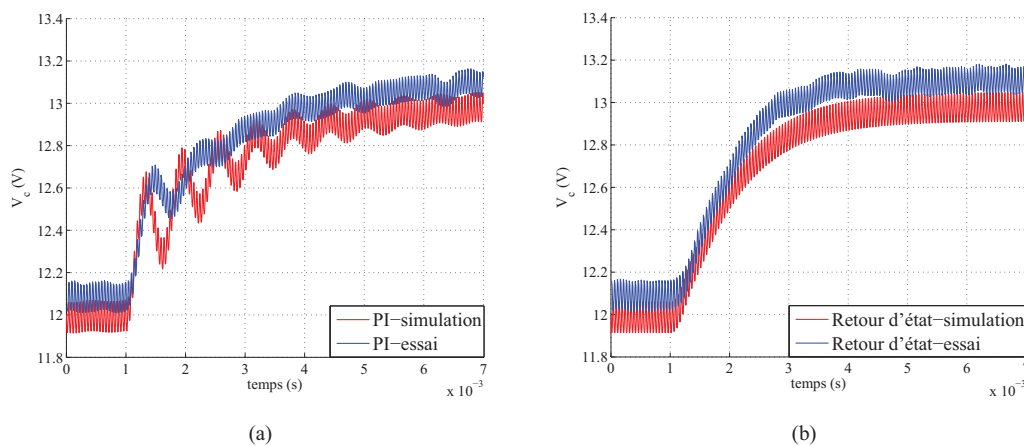 13.4
13.2
13
12.8
12.6
12.4
12.2
12
11.8
V_c (V)
0 1 2 3 4 5 6 7
temps (s)
x 10⁻³
PI−simulation
PI−essai
(a)
13.4
13.2
13
12.8
12.6
12.4
12.2
12
11.8
V_c (V)
0 1 2 3 4 5 6 7
temps (s)
x 10⁻³
Retour d'état−simulation
Retour d'état−essai
(b)